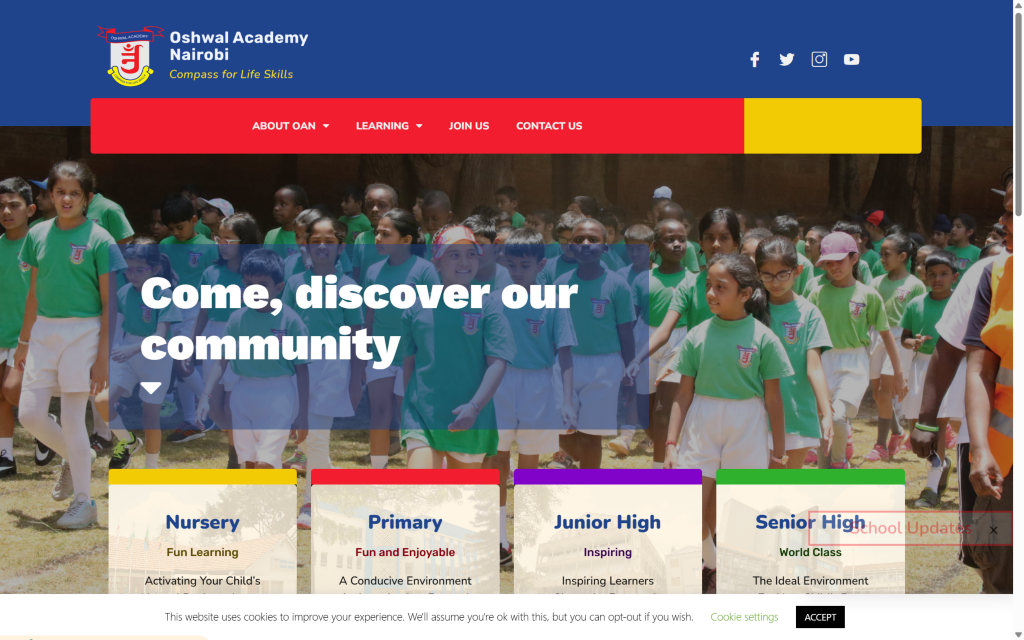 Oshwal Academy
Nairobi
Compass for Life Skills
ABOUT OAN
LEARNING
JOIN US
CONTACT US
Come, discover our
community
Nursery
Primary
Junior High
Senior High
School Updates
×
Fun Learning
Fun and Enjoyable
Inspiring
World Class
Activating Your Child's
A Conducive Environment
Inspiring Learners
The Ideal Environment
This website uses cookies to improve your experience. We'll assume you're ok with this, but you can opt-out if you wish.
Cookie settings
ACCEPT